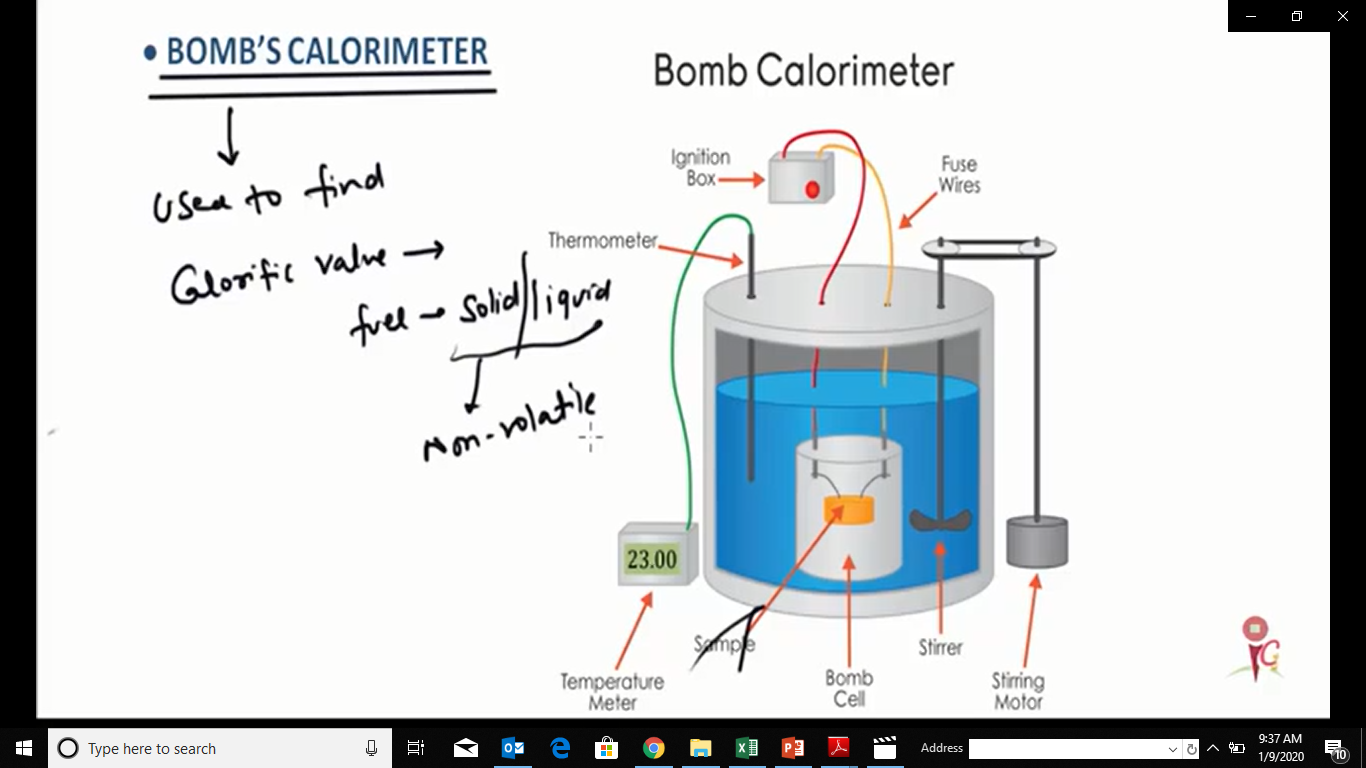 • BOMB'S CALORIMETER
Used to find
Calorific value →
fuel → solid/liquid
Non-volatile
Bomb Calorimeter
Ignition
Box
Fuse
Wires
Thermometer
23.00
Sample
Temperature
Meter
Bomb
Cell
Stirrer
Stirring
Motor
G
Type here to search
Address
9:37 AM
1/9/2020
10